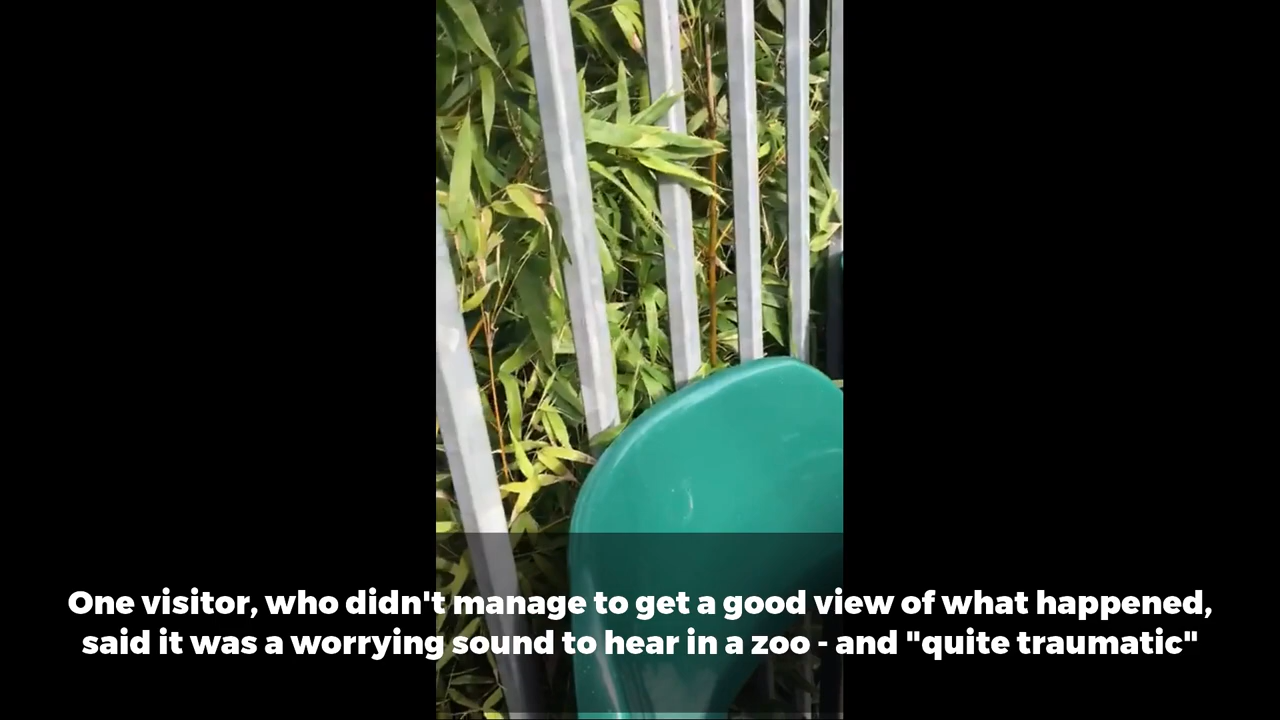 One visitor, who didn't manage to get a good view of what happened,
said it was a worrying sound to hear in a zoo - and "quite traumatic"